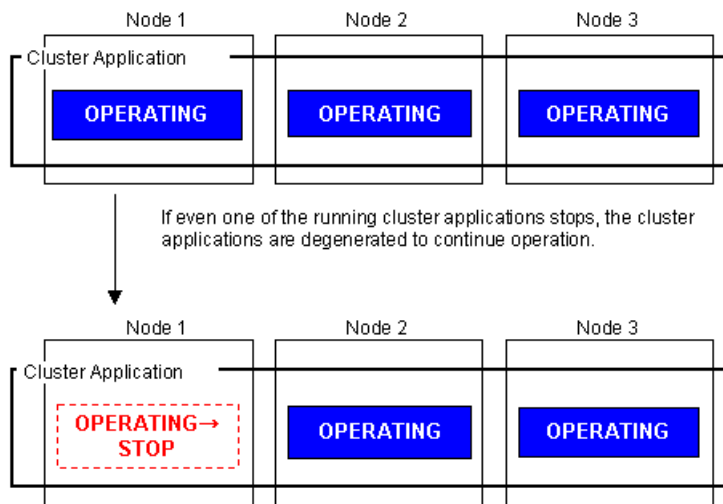 Node 1 Node 2 Node 3
Cluster Application
OPERATING OPERATING OPERATING
If even one of the running cluster applications stops, the cluster
applications are degenerated to continue operation.
Node 1 Node 2 Node 3
Cluster Application
OPERATING→
STOP
OPERATING OPERATING